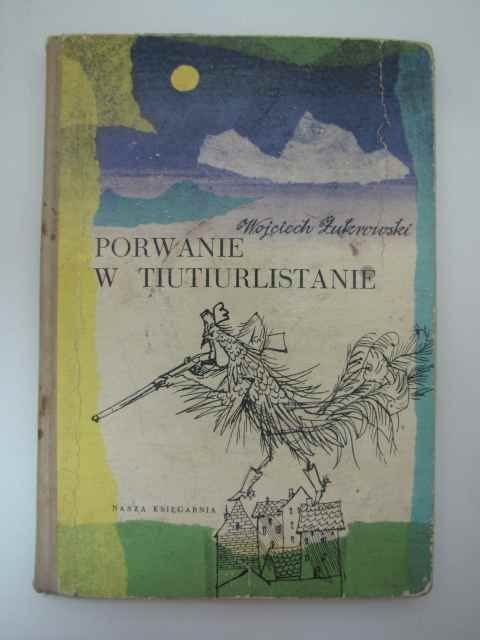 Wojciech Żukrowski
PORWANIE
W TIUTIURLISTANIE
NASZA KSIĘGARNIA